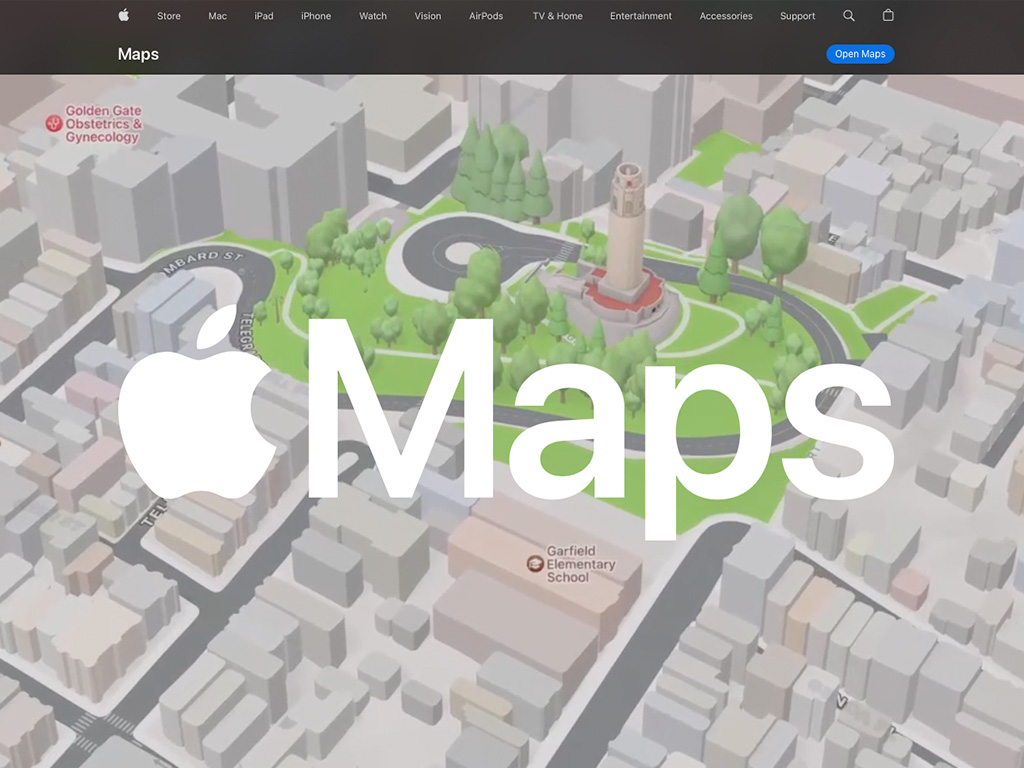 Store Mac iPad iPhone Watch Vision AirPods TV & Home Entertainment Accessories Support
Maps
Open Maps
Golden Gate
Obstetrics &
Gynecology
MBARD ST
TELEGRA
Maps
TEL
Garfield
Elementary
School